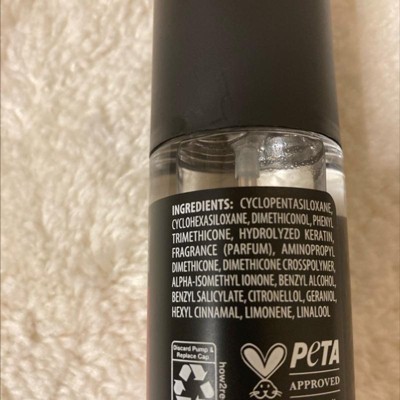 INGREDIENTS: CYCLOPENTASILOXANE,
CYCLOHEXASILOXANE, DIMETHICONOL, PHENYL
TRIMETHICONE, HYDROLYZED KERATIN,
FRAGRANCE (PARFUM), AMINOPROPYL
DIMETHICONE, DIMETHICONE CROSSPOLYMER,
ALPHA-ISOMETHYL IONONE, BENZYL ALCOHOL,
BENZYL SALICYLATE, CITRONELLOL, GERANIOL,
HEXYL CINNAMAL, LIMONENE, LINALOOL
Discard Pump &
Replace Cap
how2re
PETA
APPROVED